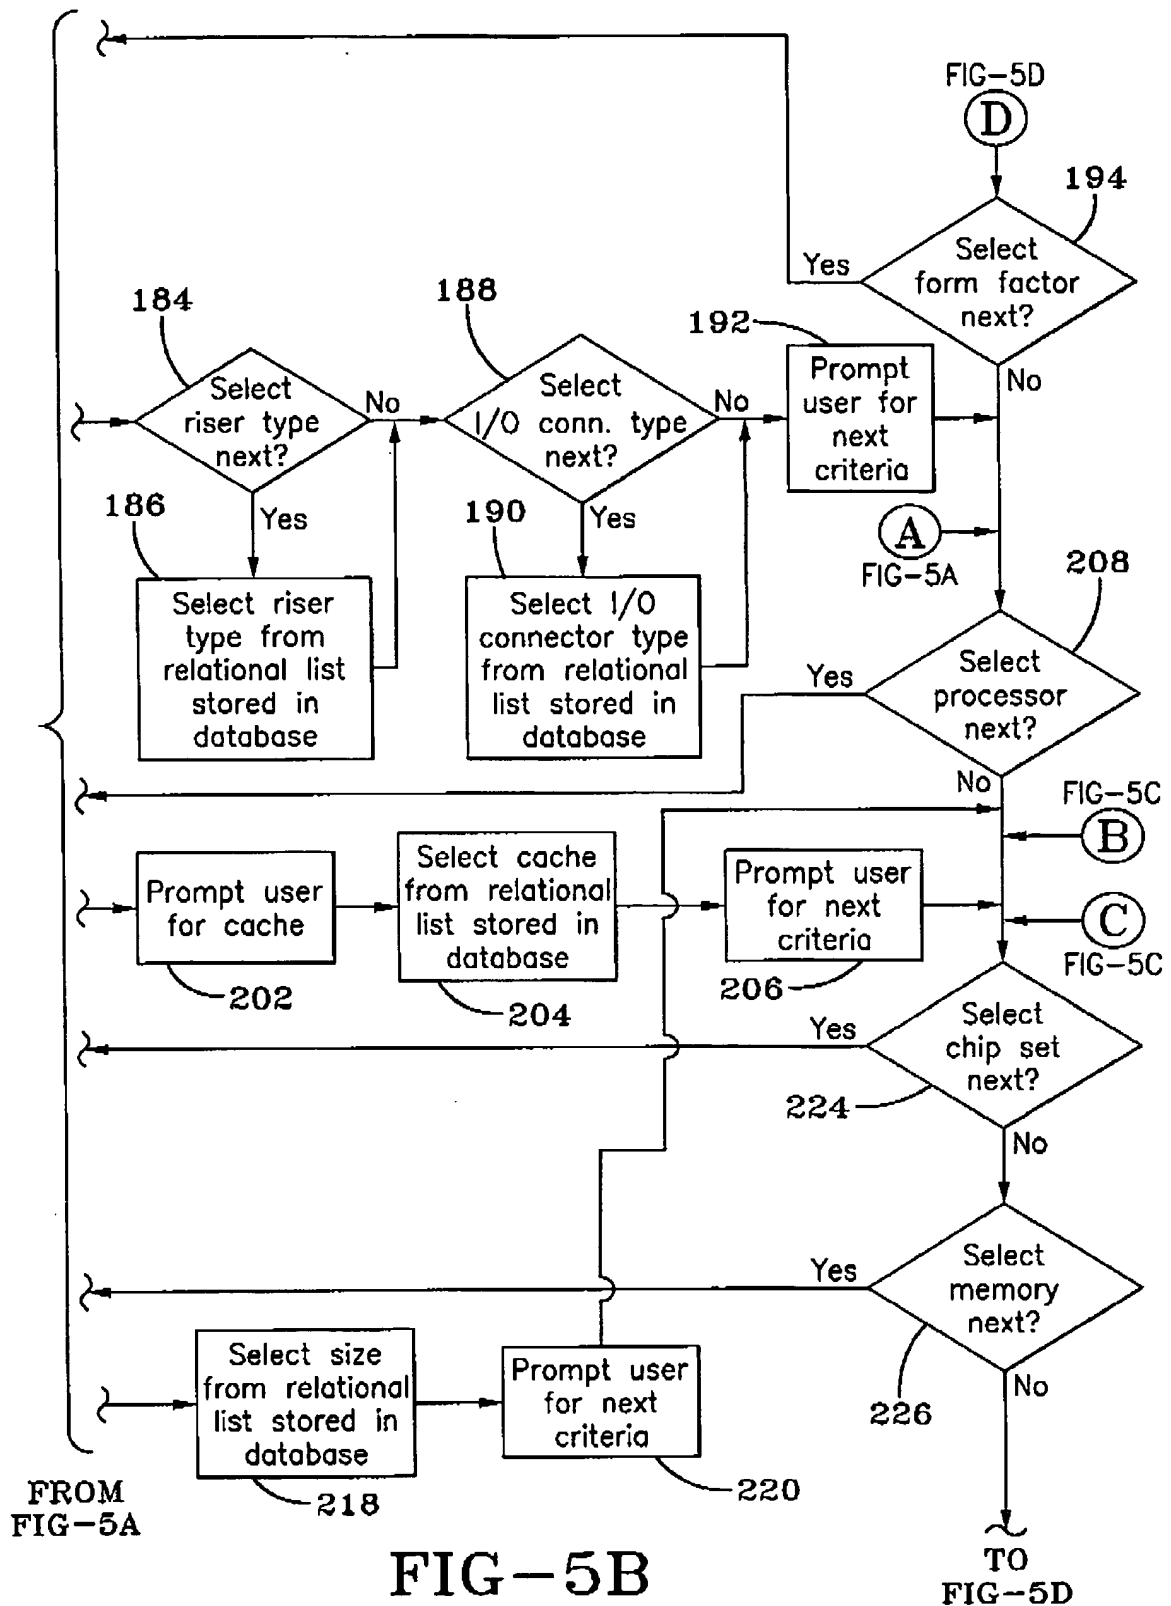 FIG-5D
D
194
Select
form factor
next?
Yes
No
184
Select
riser type
next?
No
Yes
188
Select
I/O conn. type
next?
No
Yes
192
Prompt
user for
next
criteria
186
Select riser
type from
relational list
stored in
database
190
Select I/O
connector type
from relational
list stored in
database
A
FIG-5A
208
Select
processor
next?
Yes
No
FIG-5C
B
Prompt user
for cache
202
Select cache
from relational
list stored in
database
204
Prompt user
for next
criteria
206
C
FIG-5C
Select
chip set
next?
Yes
224
No
Select
memory
next?
Yes
226
No
Select size
from relational
list stored in
database
218
Prompt user
for next
criteria
220
FROM
FIG-5A
TO
FIG-5D
FIG-5B